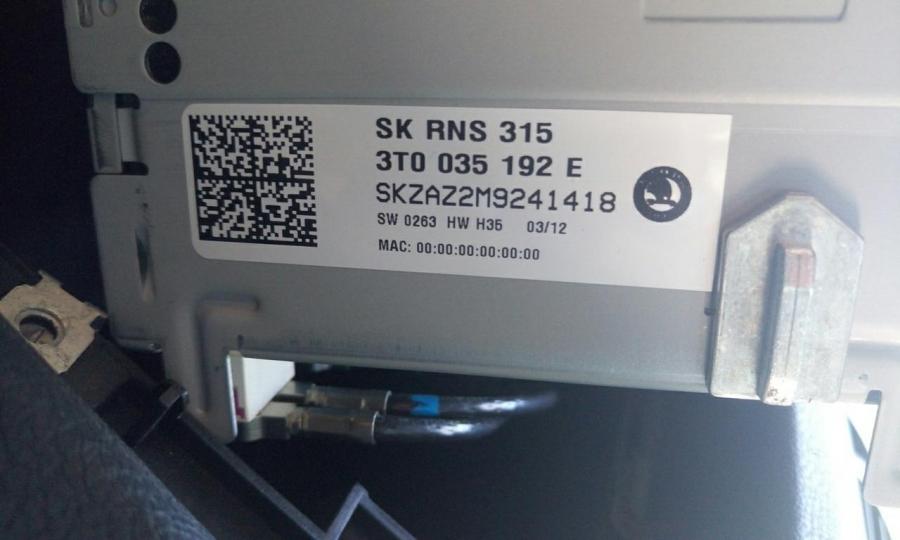 SK RNS 315
3T0 035 192 E
SKZAZ2M9241418
SW 0263 HW H35 03/12
MAC: 00:00:00:00:00:00